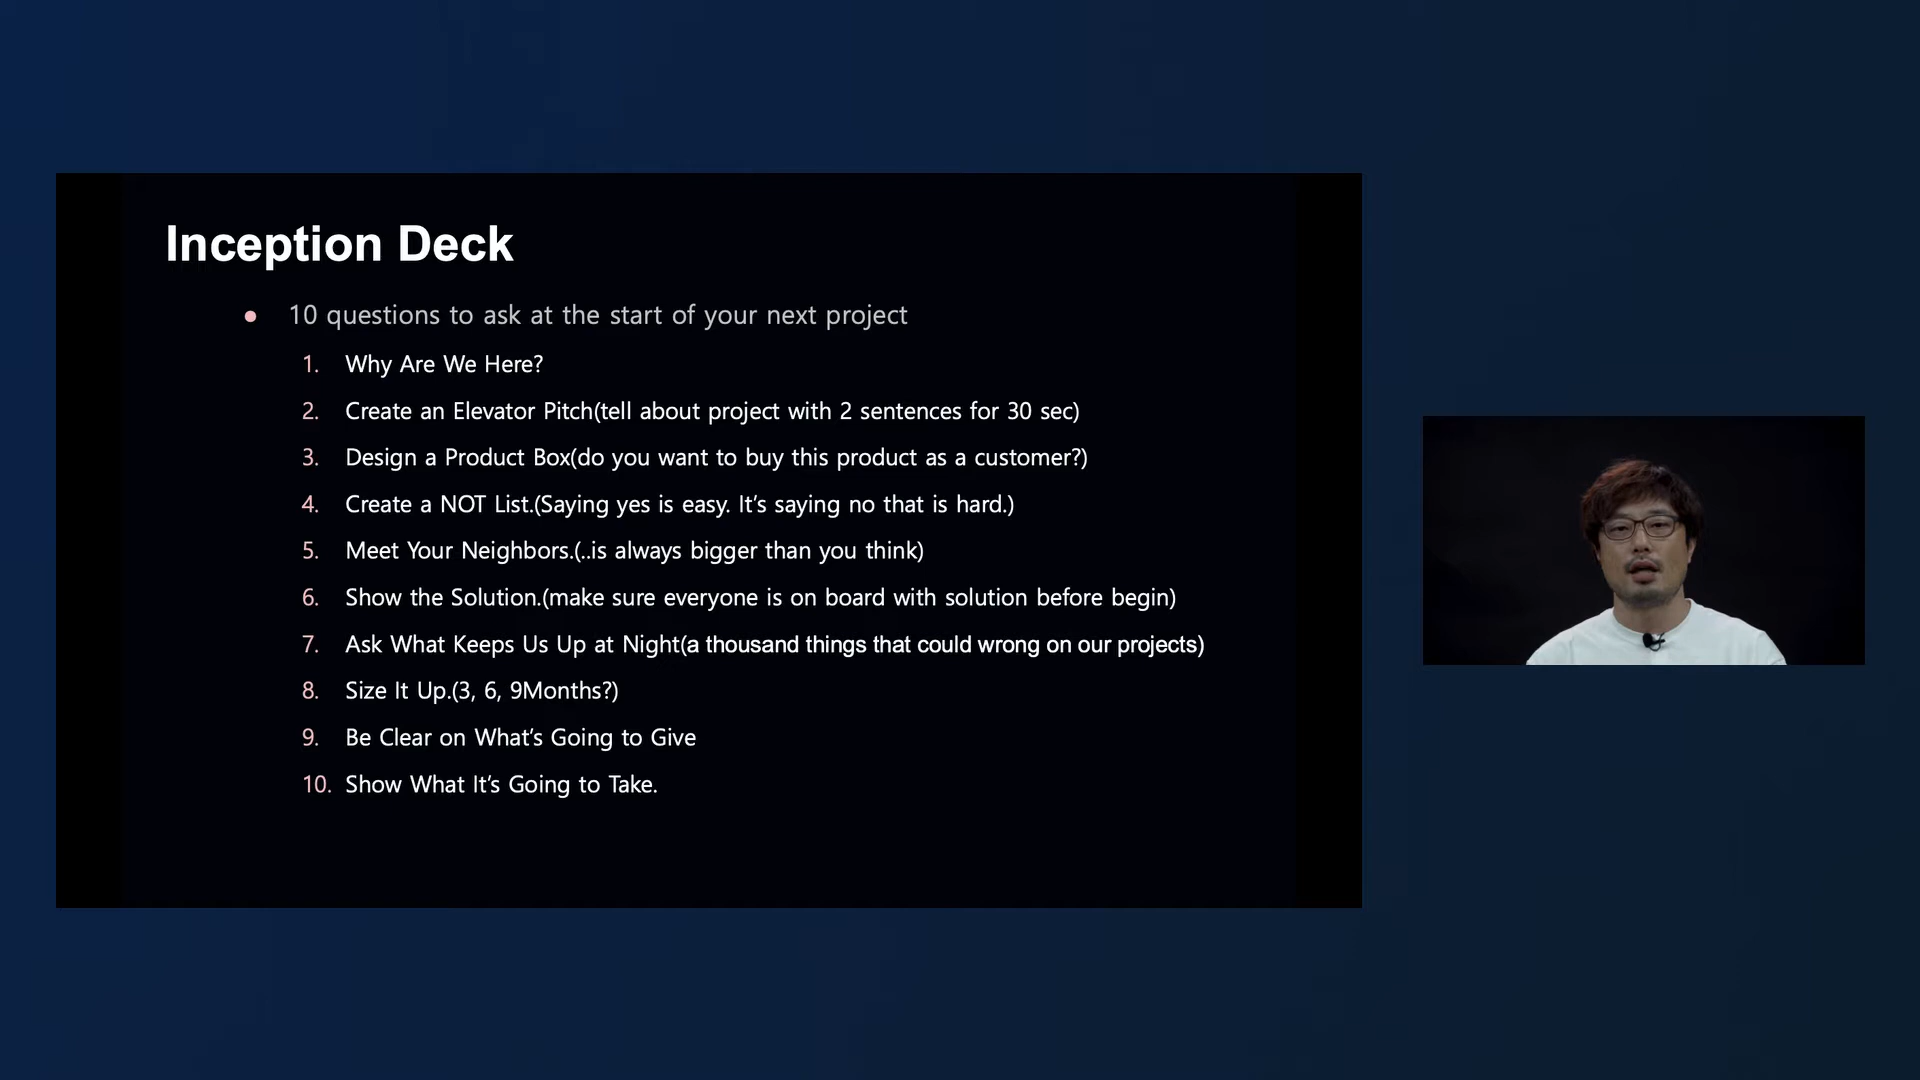 Inception Deck
● 10 questions to ask at the start of your next project
1. Why Are We Here?
2. Create an Elevator Pitch(tell about project with 2 sentences for 30 sec)
3. Design a Product Box(do you want to buy this product as a customer?)
4. Create a NOT List.(Saying yes is easy. It’s saying no that is hard.)
5. Meet Your Neighbors.(..is always bigger than you think)
6. Show the Solution.(make sure everyone is on board with solution before begin)
7. Ask What Keeps Us Up at Night(a thousand things that could wrong on our projects)
8. Size It Up.(3, 6, 9Months?)
9. Be Clear on What’s Going to Give
10. Show What It’s Going to Take.